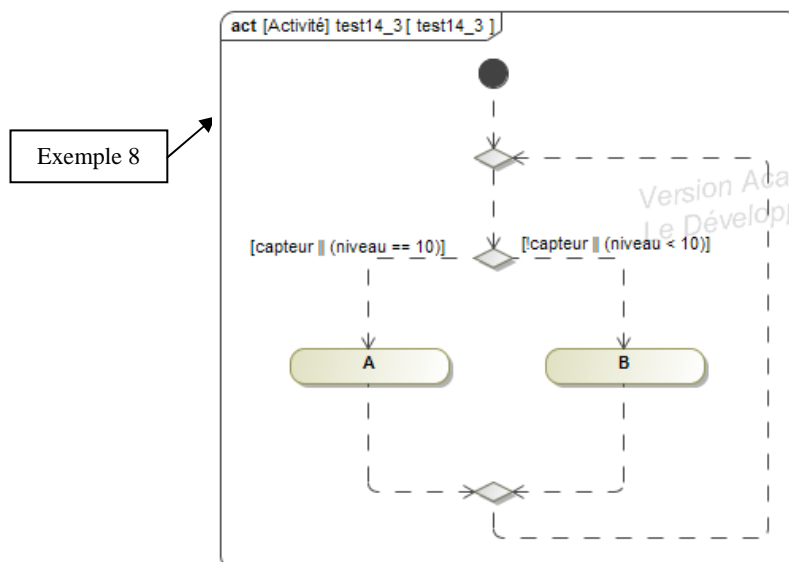 act [Activité] test14_3[ test14_3 ]
Exemple 8
Version Aca
Le Dévelop
[capteur || (niveau == 10)]
[!capteur || (niveau < 10)]
A
B